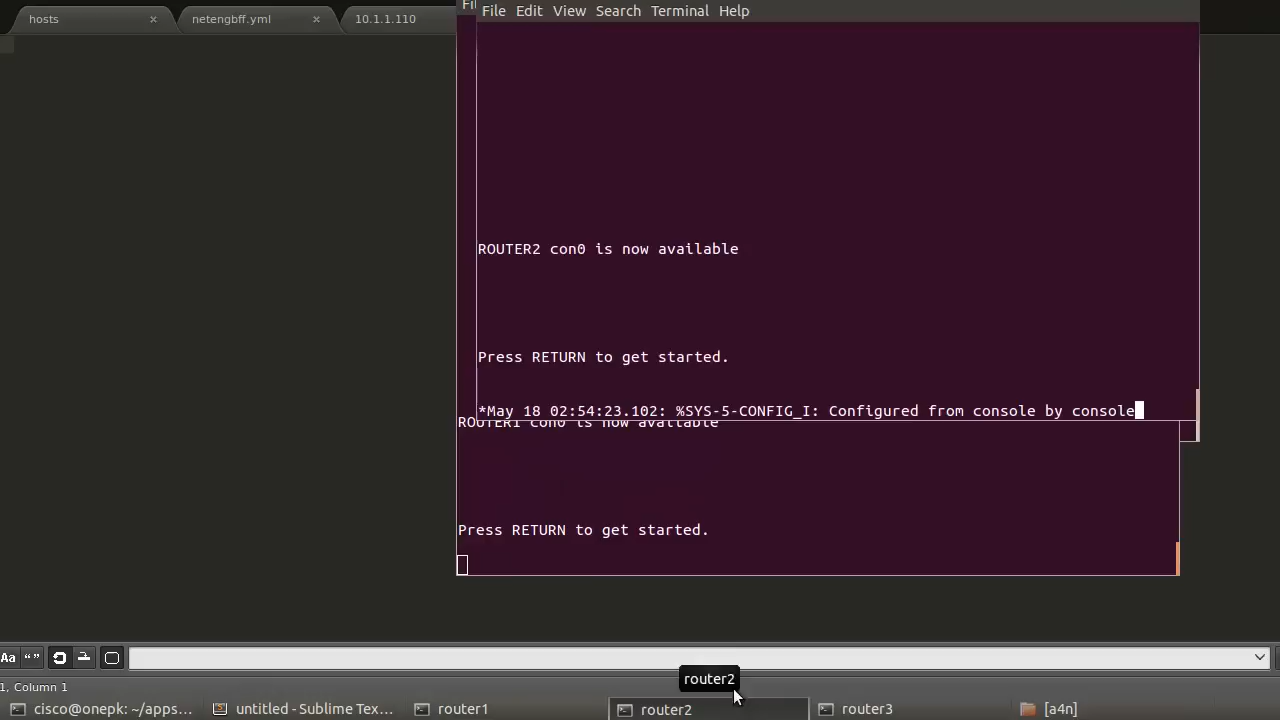 hosts
netengbff.yml
10.1.1.110
File Edit View Search Terminal Help
ROUTER2 con0 is now available
Press RETURN to get started.
*May 18 02:54:23.102: %SYS-5-CONFIG_I: Configured from console by console
ROUTER1 con0 is now available
Press RETURN to get started.
Aa “”
router2
1, Column 1
cisco@onepk: ~/apps...
untitled - Sublime Tex...
router1
router2
router3
[a4n]